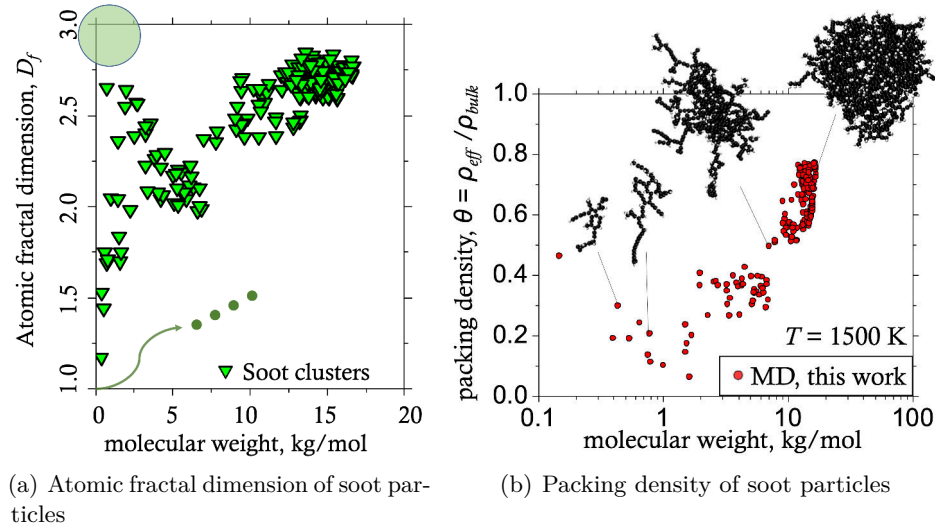 3.0
2.5
2.0
1.5
1.0
Atomic fractal dimension, D_f
Soot clusters
0 5 10 15 20
molecular weight, kg/mol
(a) Atomic fractal dimension of soot par-
ticles
1.0
0.8
0.6
0.4
0.2
0.0
packing density, θ = ρ_eff / ρ_bulk
T = 1500 K
MD, this work
0.1 1 10 100
molecular weight, kg/mol
(b) Packing density of soot particles